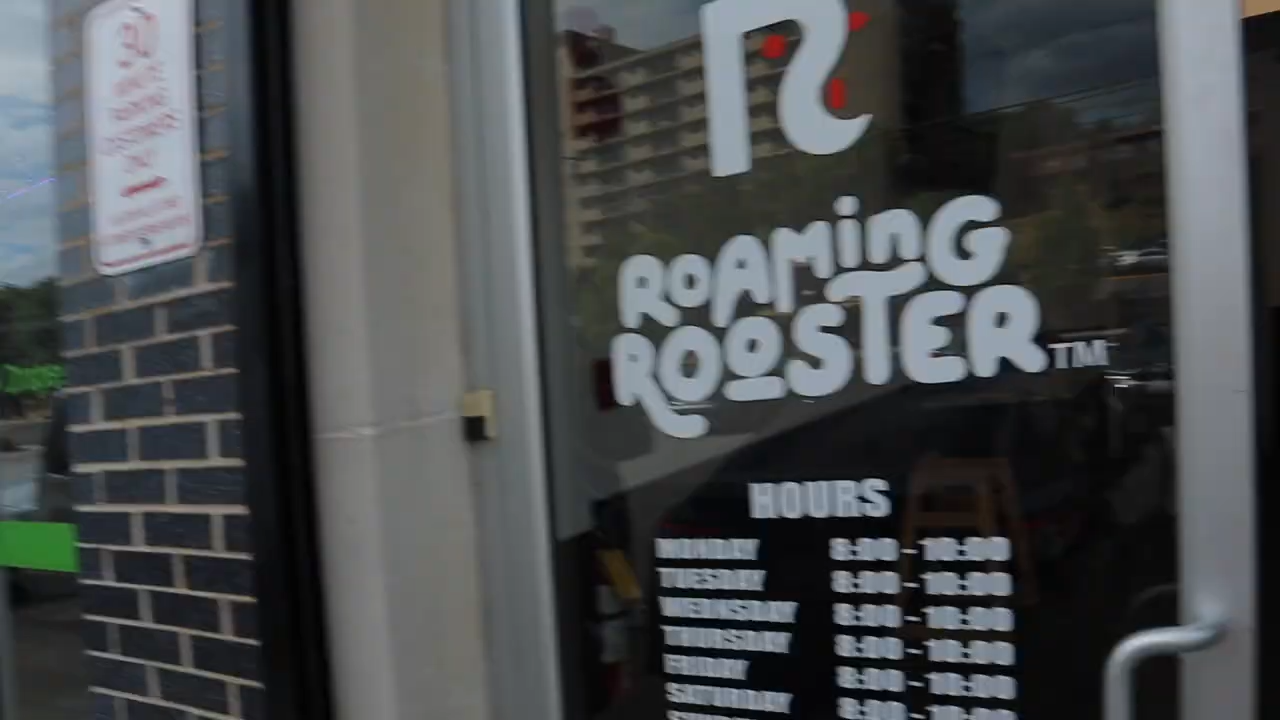 ROAMinG
ROOSTER™
HOURS
MONDAY 8:00 - 10:00
TUESDAY 8:00 - 10:00
WEDNSDAY 8:00 - 10:00
THURSDAY 8:00 - 10:00
FRIDAY 8:00 - 10:00
SATURDAY 8:00 - 10:00